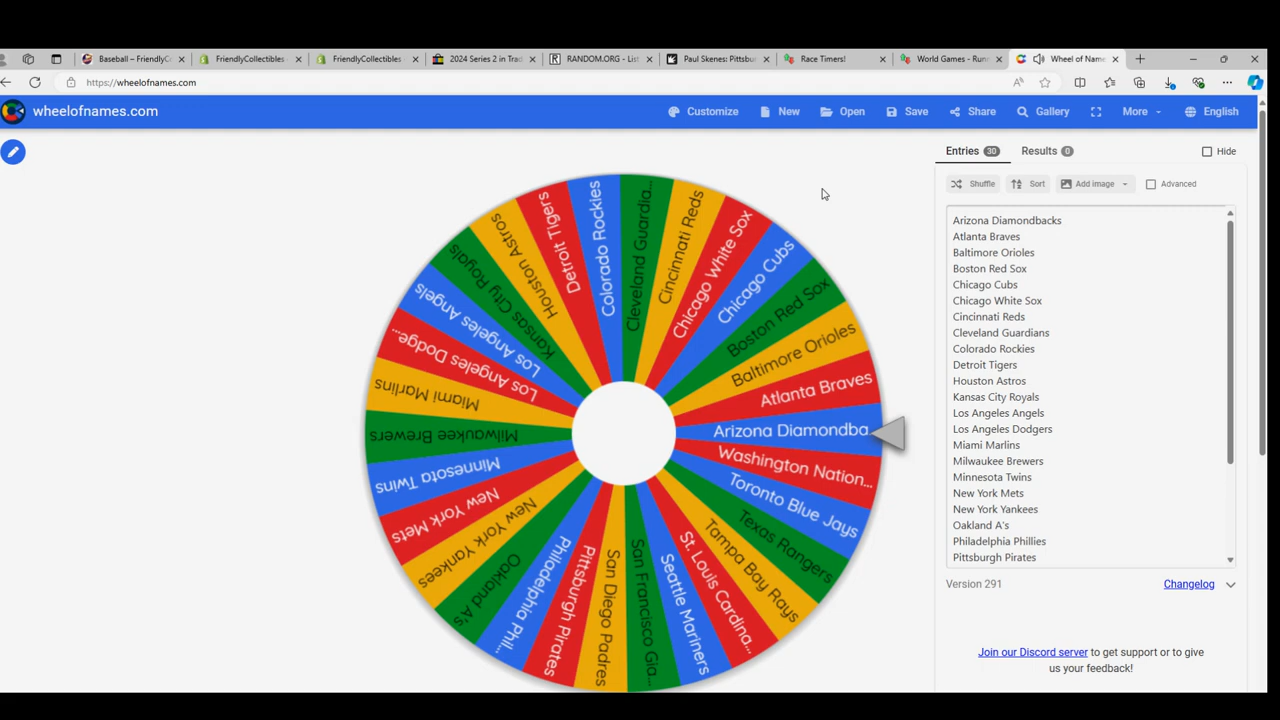 Baseball – FriendlyCo
FriendlyCollectibles -
FriendlyCollectibles
2024 Series 2 in Trad
RANDOM.ORG - List
Paul Skenes: Pittsbur
Race Timers!
World Games - Runn
Wheel of Name
https://wheelofnames.com
wheelofnames.com
Customize
New
Open
Save
Share
Gallery
More
English
Entries 30
Results 0
Hide
Shuffle
Sort
Add image
Advanced
Arizona Diamondbacks
Atlanta Braves
Baltimore Orioles
Boston Red Sox
Chicago Cubs
Chicago White Sox
Cincinnati Reds
Cleveland Guardians
Colorado Rockies
Detroit Tigers
Houston Astros
Kansas City Royals
Los Angeles Angels
Los Angeles Dodgers
Miami Marlins
Milwaukee Brewers
Minnesota Twins
New York Mets
New York Yankees
Oakland A's
Philadelphia Phillies
Pittsburgh Pirates
Version 291
Changelog
Join our Discord server to get support or to give
us your feedback!
Colorado Rockies
Cleveland Guardia...
Cincinnati Reds
Chicago White Sox
Chicago Cubs
Boston Red Sox
Baltimore Orioles
Atlanta Braves
Arizona Diamondba
Washington Nation...
Toronto Blue Jays
Texas Rangers
Tampa Bay Rays
St. Louis Cardina...
Seattle Mariners
San Francisco Gia...
San Diego Padres
Pittsburgh Pirates
Philadelphia Phil...
Oakland A's
New York Yankees
New York Mets
Minnesota Twins
Milwaukee Brewers
Miami Marlins
Los Angeles Dodge...
Los Angeles Angels
Kansas City Royals
Houston Astros
Detroit Tigers